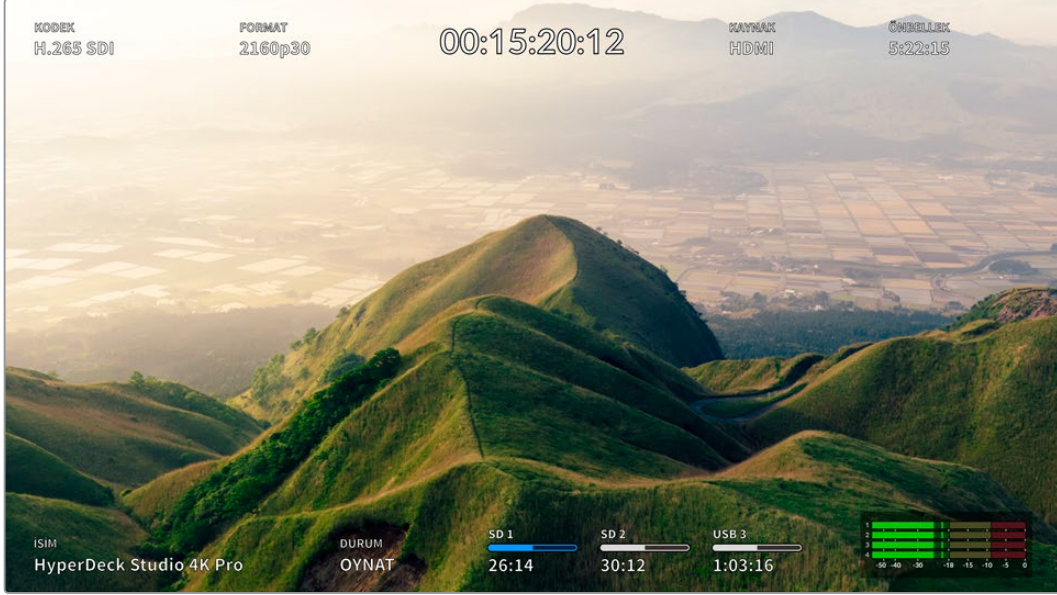 KODEK
H.265 SDI
FORMAT
2160p30
00:15:20:12
KAYNAK
HDMI
ÖNBELLEK
5:22:15
İSİM
HyperDeck Studio 4K Pro
DURUM
OYNAT
SD 1
26:14
SD 2
30:12
USB 3
1:03:16
1
2
3
4
-50 -40 -30 -18 -15 -10 -5 0